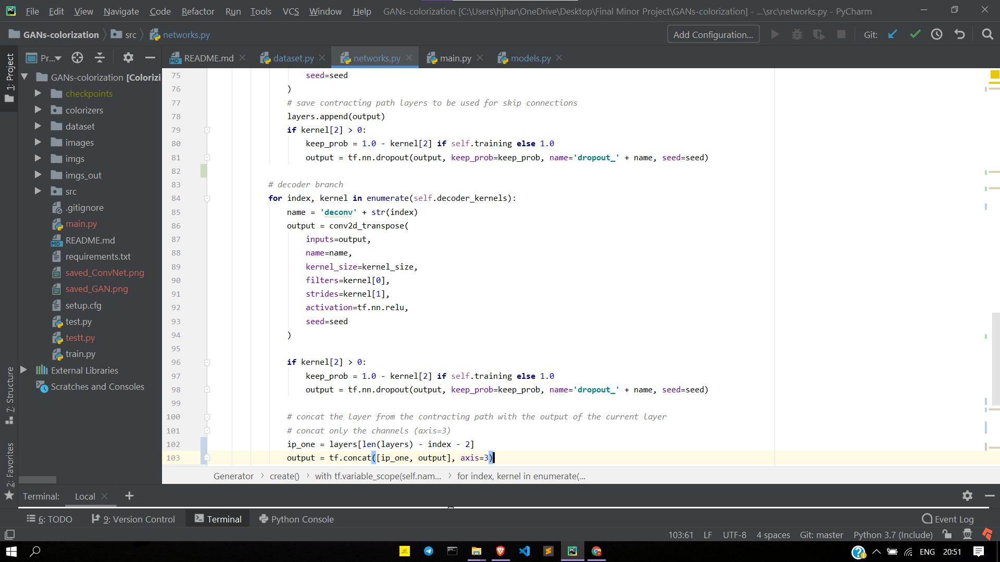 File Edit View Navigate Code Refactor Run Tools VCS Window Help GANs-colorization [C:\Users\hjhar\OneDrive\Desktop\Final Minor Project\GANs-colorization] - ...\src\networks.py - PyCharm
GANs-colorization src networks.py Add Configuration... Git:
1: Project
Pr... README.md dataset.py networks.py main.py models.py
GANs-colorization [Colorizi
checkpoints
colorizers
dataset
images
imgs
imgs_out
src
.gitignore
main.py
README.md
requirements.txt
saved_ConvNet.png
saved_GAN.png
setup.cfg
test.py
testt.py
train.py
External Libraries
Scratches and Consoles
7: Structure
2: Favorites
75 seed=seed
76 )
77 # save contracting path layers to be used for skip connections
78 layers.append(output)
79 if kernel[2] > 0:
80 keep_prob = 1.0 - kernel[2] if self.training else 1.0
81 output = tf.nn.dropout(output, keep_prob=keep_prob, name='dropout_' + name, seed=seed)
82
83 # decoder branch
84 for index, kernel in enumerate(self.decoder_kernels):
85 name = 'deconv' + str(index)
86 output = conv2d_transpose(
87 inputs=output,
88 name=name,
89 kernel_size=kernel_size,
90 filters=kernel[0],
91 strides=kernel[1],
92 activation=tf.nn.relu,
93 seed=seed
94 )
95
96 if kernel[2] > 0:
97 keep_prob = 1.0 - kernel[2] if self.training else 1.0
98 output = tf.nn.dropout(output, keep_prob=keep_prob, name='dropout_' + name, seed=seed)
99
100 # concat the layer from the contracting path with the output of the current layer
101 # concat only the channels (axis=3)
102 ip_one = layers[len(layers) - index - 2]
103 output = tf.concat([ip_one, output], axis=3)
Generator create() with tf.variable_scope(self.nam... for index, kernel in enumerate(...
Terminal: Local
6: TODO 9: Version Control Terminal Python Console Event Log
103:61 LF UTF-8 4 spaces Git: master Python 3.7 (Include)
ENG 20:51